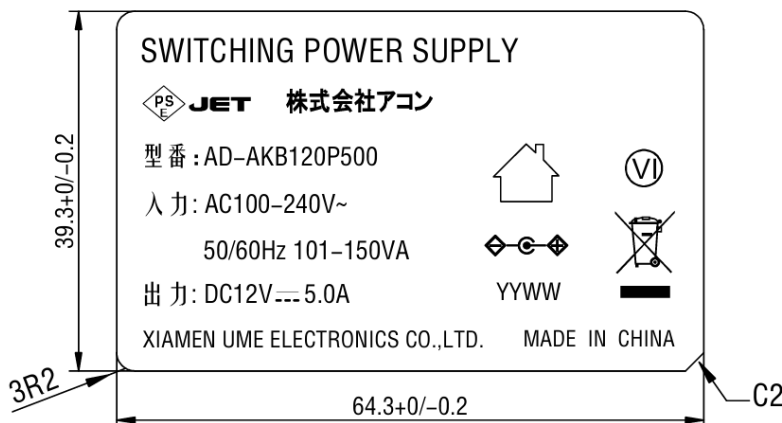 SWITCHING POWER SUPPLY
PS
E
JET 株式会社アコン
型番:AD-AKB120P500
入力:AC100-240V~
50/60Hz 101-150VA
VI
出力:DC12V⎓5.0A
YYWW
XIAMEN UME ELECTRONICS CO.,LTD. MADE IN CHINA
39.3+0/-0.2
3R2
64.3+0/-0.2
C2